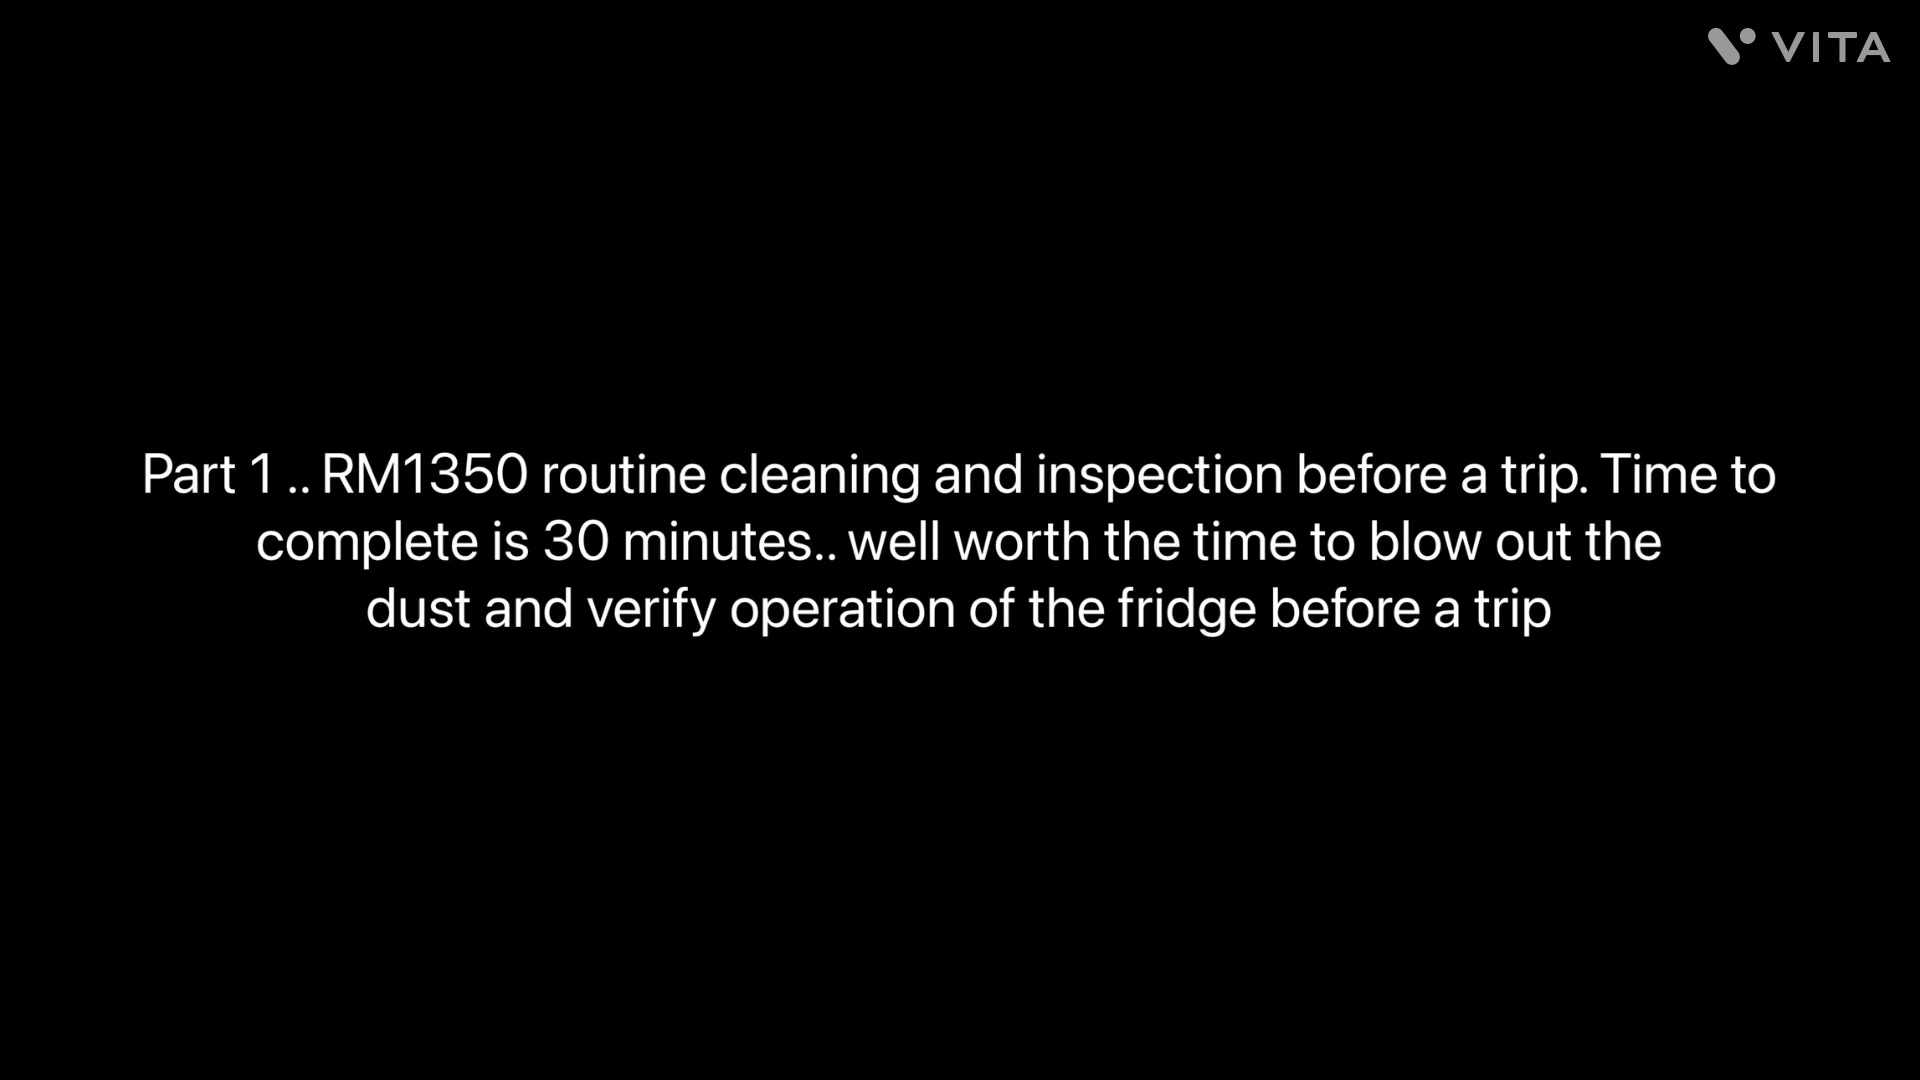 VITA
Part 1 .. RM1350 routine cleaning and inspection before a trip. Time to
complete is 30 minutes.. well worth the time to blow out the
dust and verify operation of the fridge before a trip